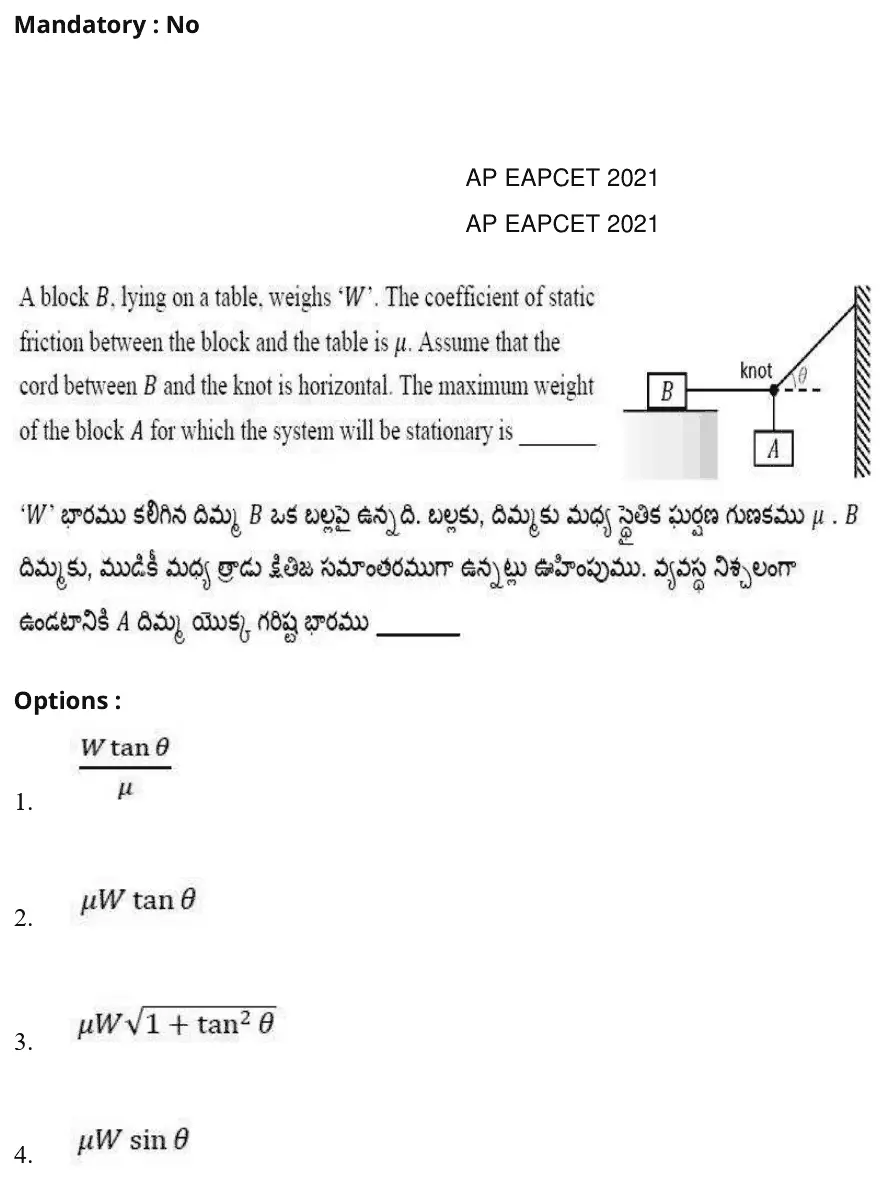 Mandatory : No
AP EAPCET 2021
AP EAPCET 2021
A block B, lying on a table, weighs ‘W’. The coefficient of static
friction between the block and the table is μ. Assume that the
cord between B and the knot is horizontal. The maximum weight
of the block A for which the system will be stationary is ______
knot
θ
B
A
‘W’ భారము కలిగిన దిమ్మ B ఒక బల్లపై ఉన్నది. బల్లకు, దిమ్మకు మధ్య స్థైతిక ఘర్షణ గుణకము μ . B
దిమ్మకు, ముడికీ మధ్య త్రాడు క్షితిజ సమాంతరముగా ఉన్నట్లు ఊహింపుము. వ్యవస్థ నిశ్చలంగా
ఉండటానికి A దిమ్మ యొక్క గరిష్ట భారము ______
Options :
1. W tan θ / μ
2. μW tan θ
3. μW√(1 + tan² θ)
4. μW sin θ